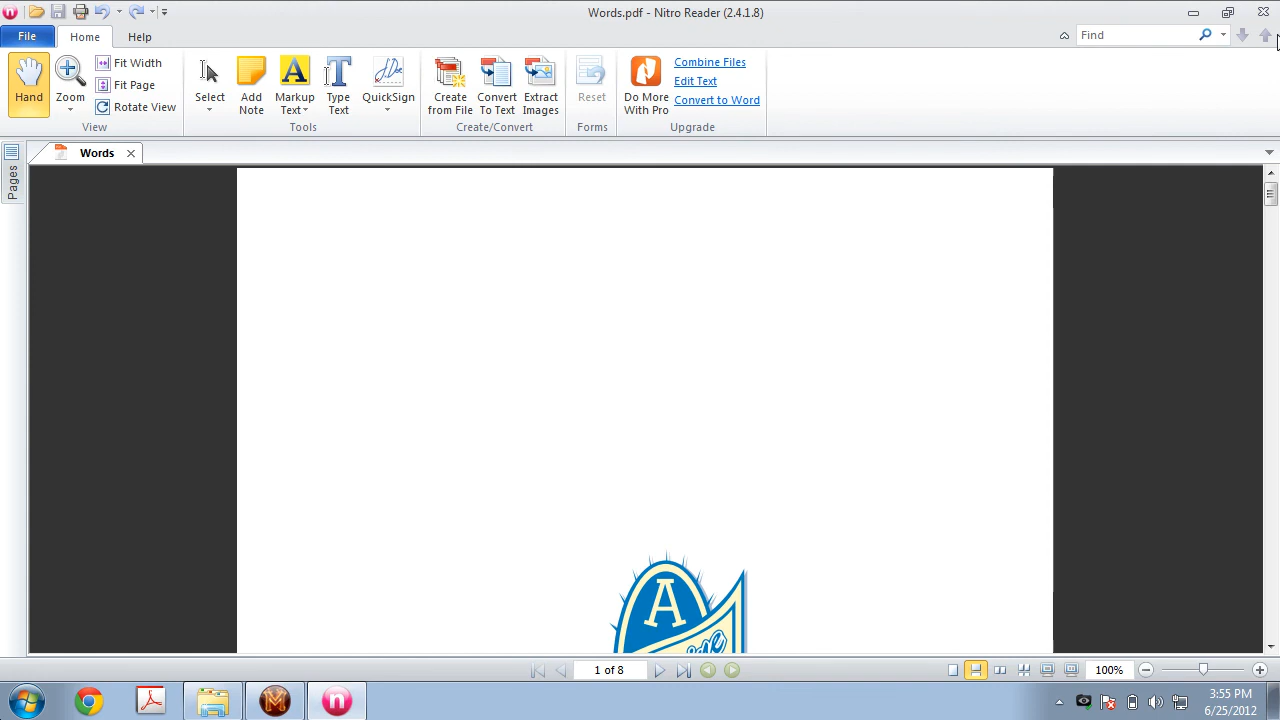 Words.pdf - Nitro Reader (2.4.1.8)
File Home Help
Find
Hand
Zoom
Fit Width
Fit Page
Rotate View
View
Select
Add Note
Markup Text
Type Text
QuickSign
Tools
Create from File
Convert To Text
Extract Images
Create/Convert
Reset
Forms
Do More With Pro
Combine Files
Edit Text
Convert to Word
Upgrade
Pages
Words
A
1 of 8
100%
3:55 PM
6/25/2012